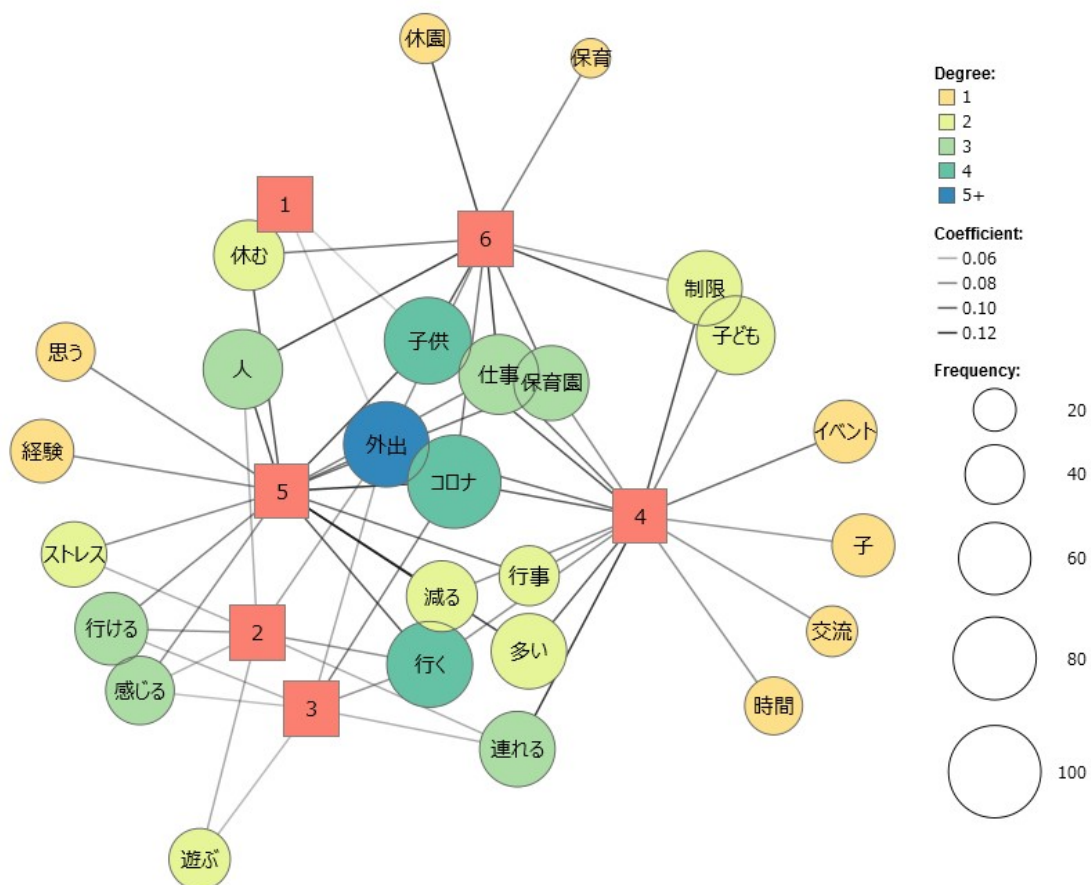 休園
保育
1
6
休む
制限
子ども
子供
人
仕事
保育園
思う
外出
イベント
経験
コロナ
5
4
子
ストレス
行事
減る
行ける
2
多い
交流
行く
感じる
3
時間
連れる
遊ぶ
Degree:
1
2
3
4
5+
Coefficient:
0.06
0.08
0.10
0.12
Frequency:
20
40
60
80
100